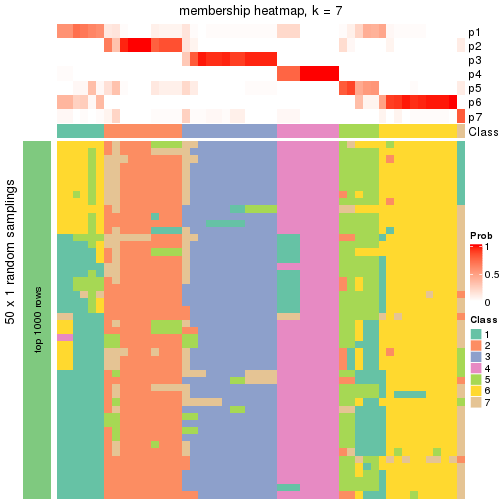 membership heatmap, k = 7
p1
p2
p3
p4
p5
p6
p7
Class
50 x 1 random samplings
top 1000 rows
Prob
1
0.5
0
Class
1
2
3
4
5
6
7